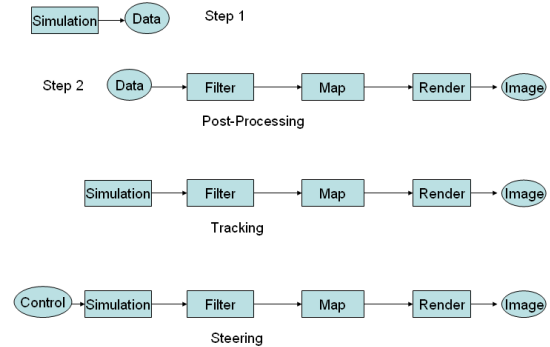 Simulation Data Step 1
Step 2 Data Filter Map Render Image
Post-Processing
Simulation Filter Map Render Image
Tracking
Control Simulation Filter Map Render Image
Steering